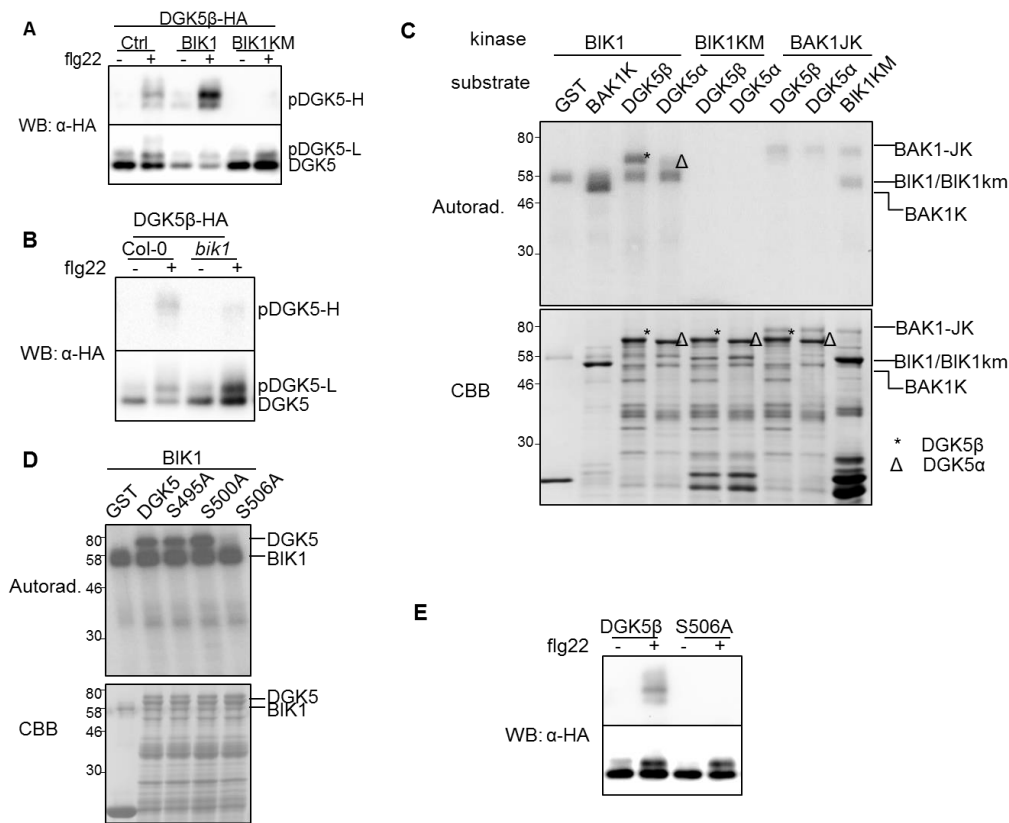 A
DGK5β-HA
Ctrl BIK1 BIK1KM
flg22 - + - + - +
pDGK5-H
WB: α-HA
pDGK5-L
DGK5
B
DGK5β-HA
Col-0 bik1
flg22 - + - +
pDGK5-H
WB: α-HA
pDGK5-L
DGK5
C
kinase BIK1 BIK1KM BAK1JK
substrate GST BAK1K DGK5β DGK5α DGK5β DGK5α DGK5β DGK5α BIK1KM
80
58
46
30
Autorad.
* Δ
BAK1-JK
BIK1/BIK1km
BAK1K
80
58
46
30
CBB
* Δ * Δ * Δ
BAK1-JK
BIK1/BIK1km
BAK1K
* DGK5β
Δ DGK5α
D
BIK1
GST DGK5 S495A S500A S506A
80
58
46
30
Autorad.
DGK5
BIK1
80
58
46
30
CBB
DGK5
BIK1
E
DGK5β S506A
flg22 - + - +
WB: α-HA